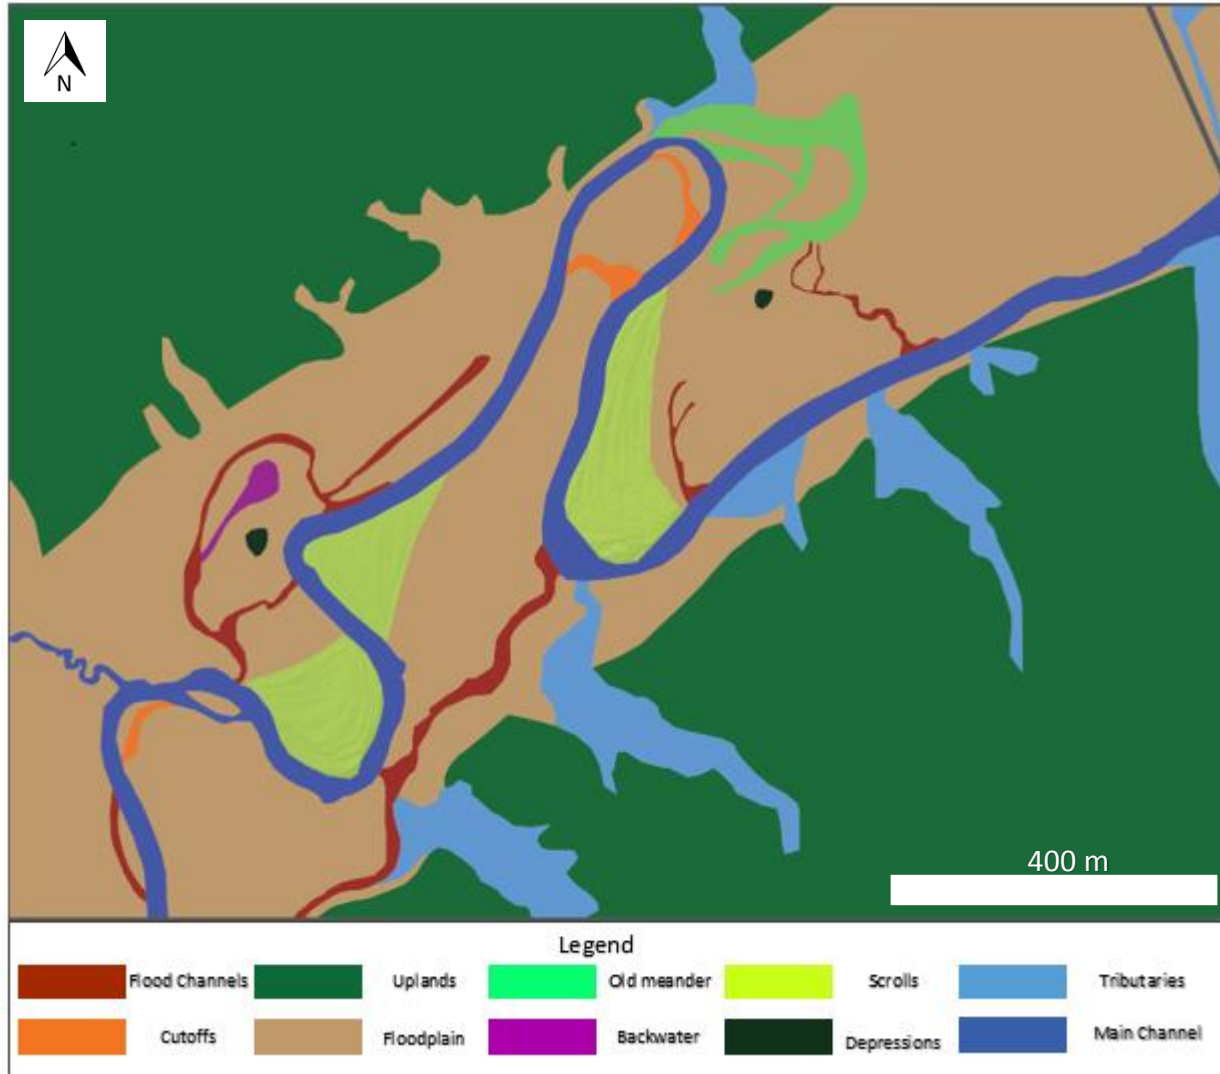 N
400 m
Legend
Flood Channels Uplands Old meander Scrolls Tributaries
Cutoffs Floodplain Backwater Depressions Main Channel